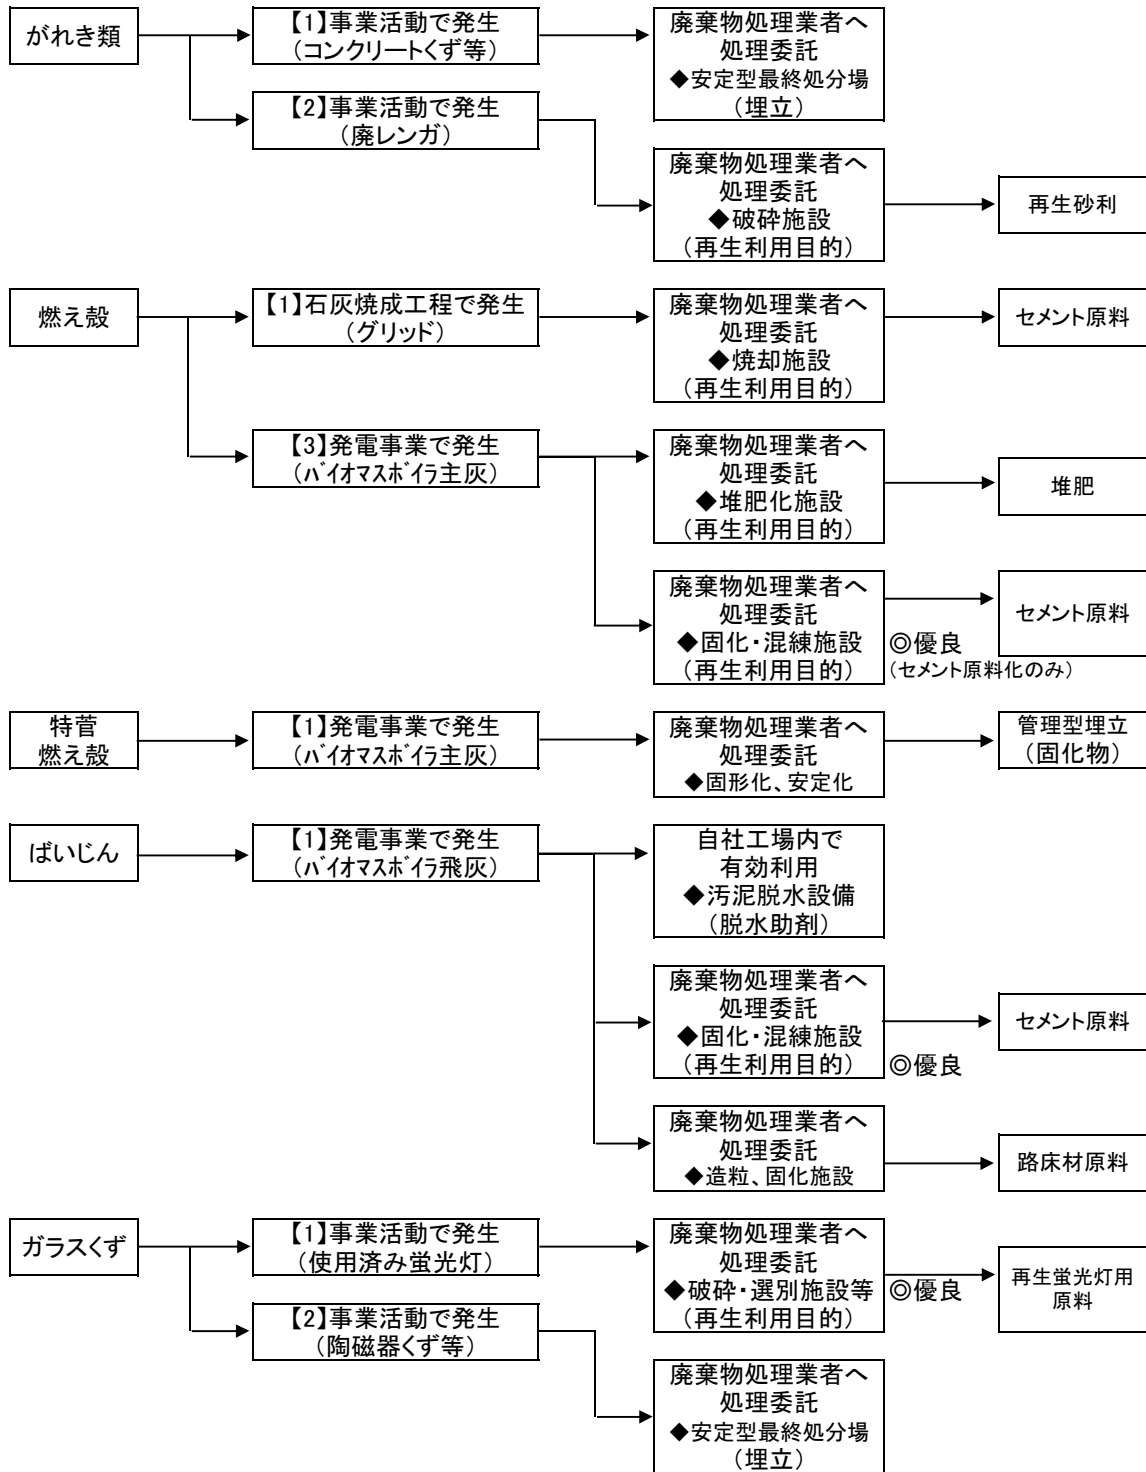 がれき類
【1】事業活動で発生
（コンクリートくず等）
廃棄物処理業者へ
処理委託
◆安定型最終処分場
（埋立）
【2】事業活動で発生
（廃レンガ）
廃棄物処理業者へ
処理委託
◆破砕施設
（再生利用目的）
再生砂利
燃え殻
【1】石灰焼成工程で発生
（グリッド）
廃棄物処理業者へ
処理委託
◆焼却施設
（再生利用目的）
セメント原料
【3】発電事業で発生
（ﾊﾞｲｵﾏｽﾎﾞｲﾗ主灰）
廃棄物処理業者へ
処理委託
◆堆肥化施設
（再生利用目的）
堆肥
廃棄物処理業者へ
処理委託
◆固化・混練施設
（再生利用目的）
◎優良
（セメント原料化のみ）
セメント原料
特菅
燃え殻
【1】発電事業で発生
（ﾊﾞｲｵﾏｽﾎﾞｲﾗ主灰）
廃棄物処理業者へ
処理委託
◆固形化、安定化
管理型埋立
（固化物）
ばいじん
【1】発電事業で発生
（ﾊﾞｲｵﾏｽﾎﾞｲﾗ飛灰）
自社工場内で
有効利用
◆汚泥脱水設備
（脱水助剤）
廃棄物処理業者へ
処理委託
◆固化・混練施設
（再生利用目的）
◎優良
セメント原料
廃棄物処理業者へ
処理委託
◆造粒、固化施設
路床材原料
ガラスくず
【1】事業活動で発生
（使用済み蛍光灯）
廃棄物処理業者へ
処理委託
◆破砕・選別施設等
（再生利用目的）
◎優良
再生蛍光灯用
原料
【2】事業活動で発生
（陶磁器くず等）
廃棄物処理業者へ
処理委託
◆安定型最終処分場
（埋立）